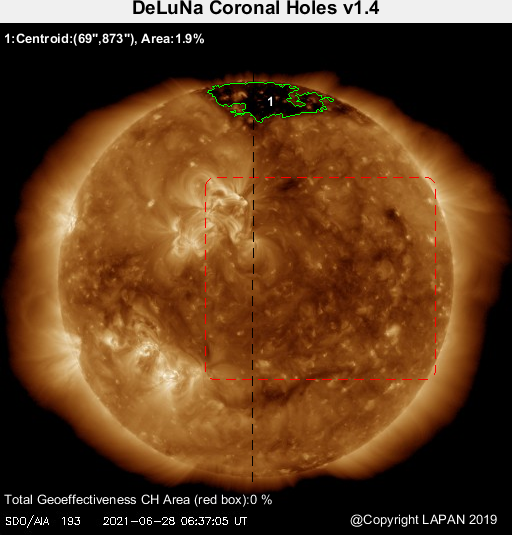 DeLuNa Coronal Holes v1.4
1:Centroid:(69",873"), Area:1.9%
1
Total Geoeffectiveness CH Area (red box):0 %
SDO/AIA 193 2021-06-28 06:37:05 UT
@Copyright LAPAN 2019